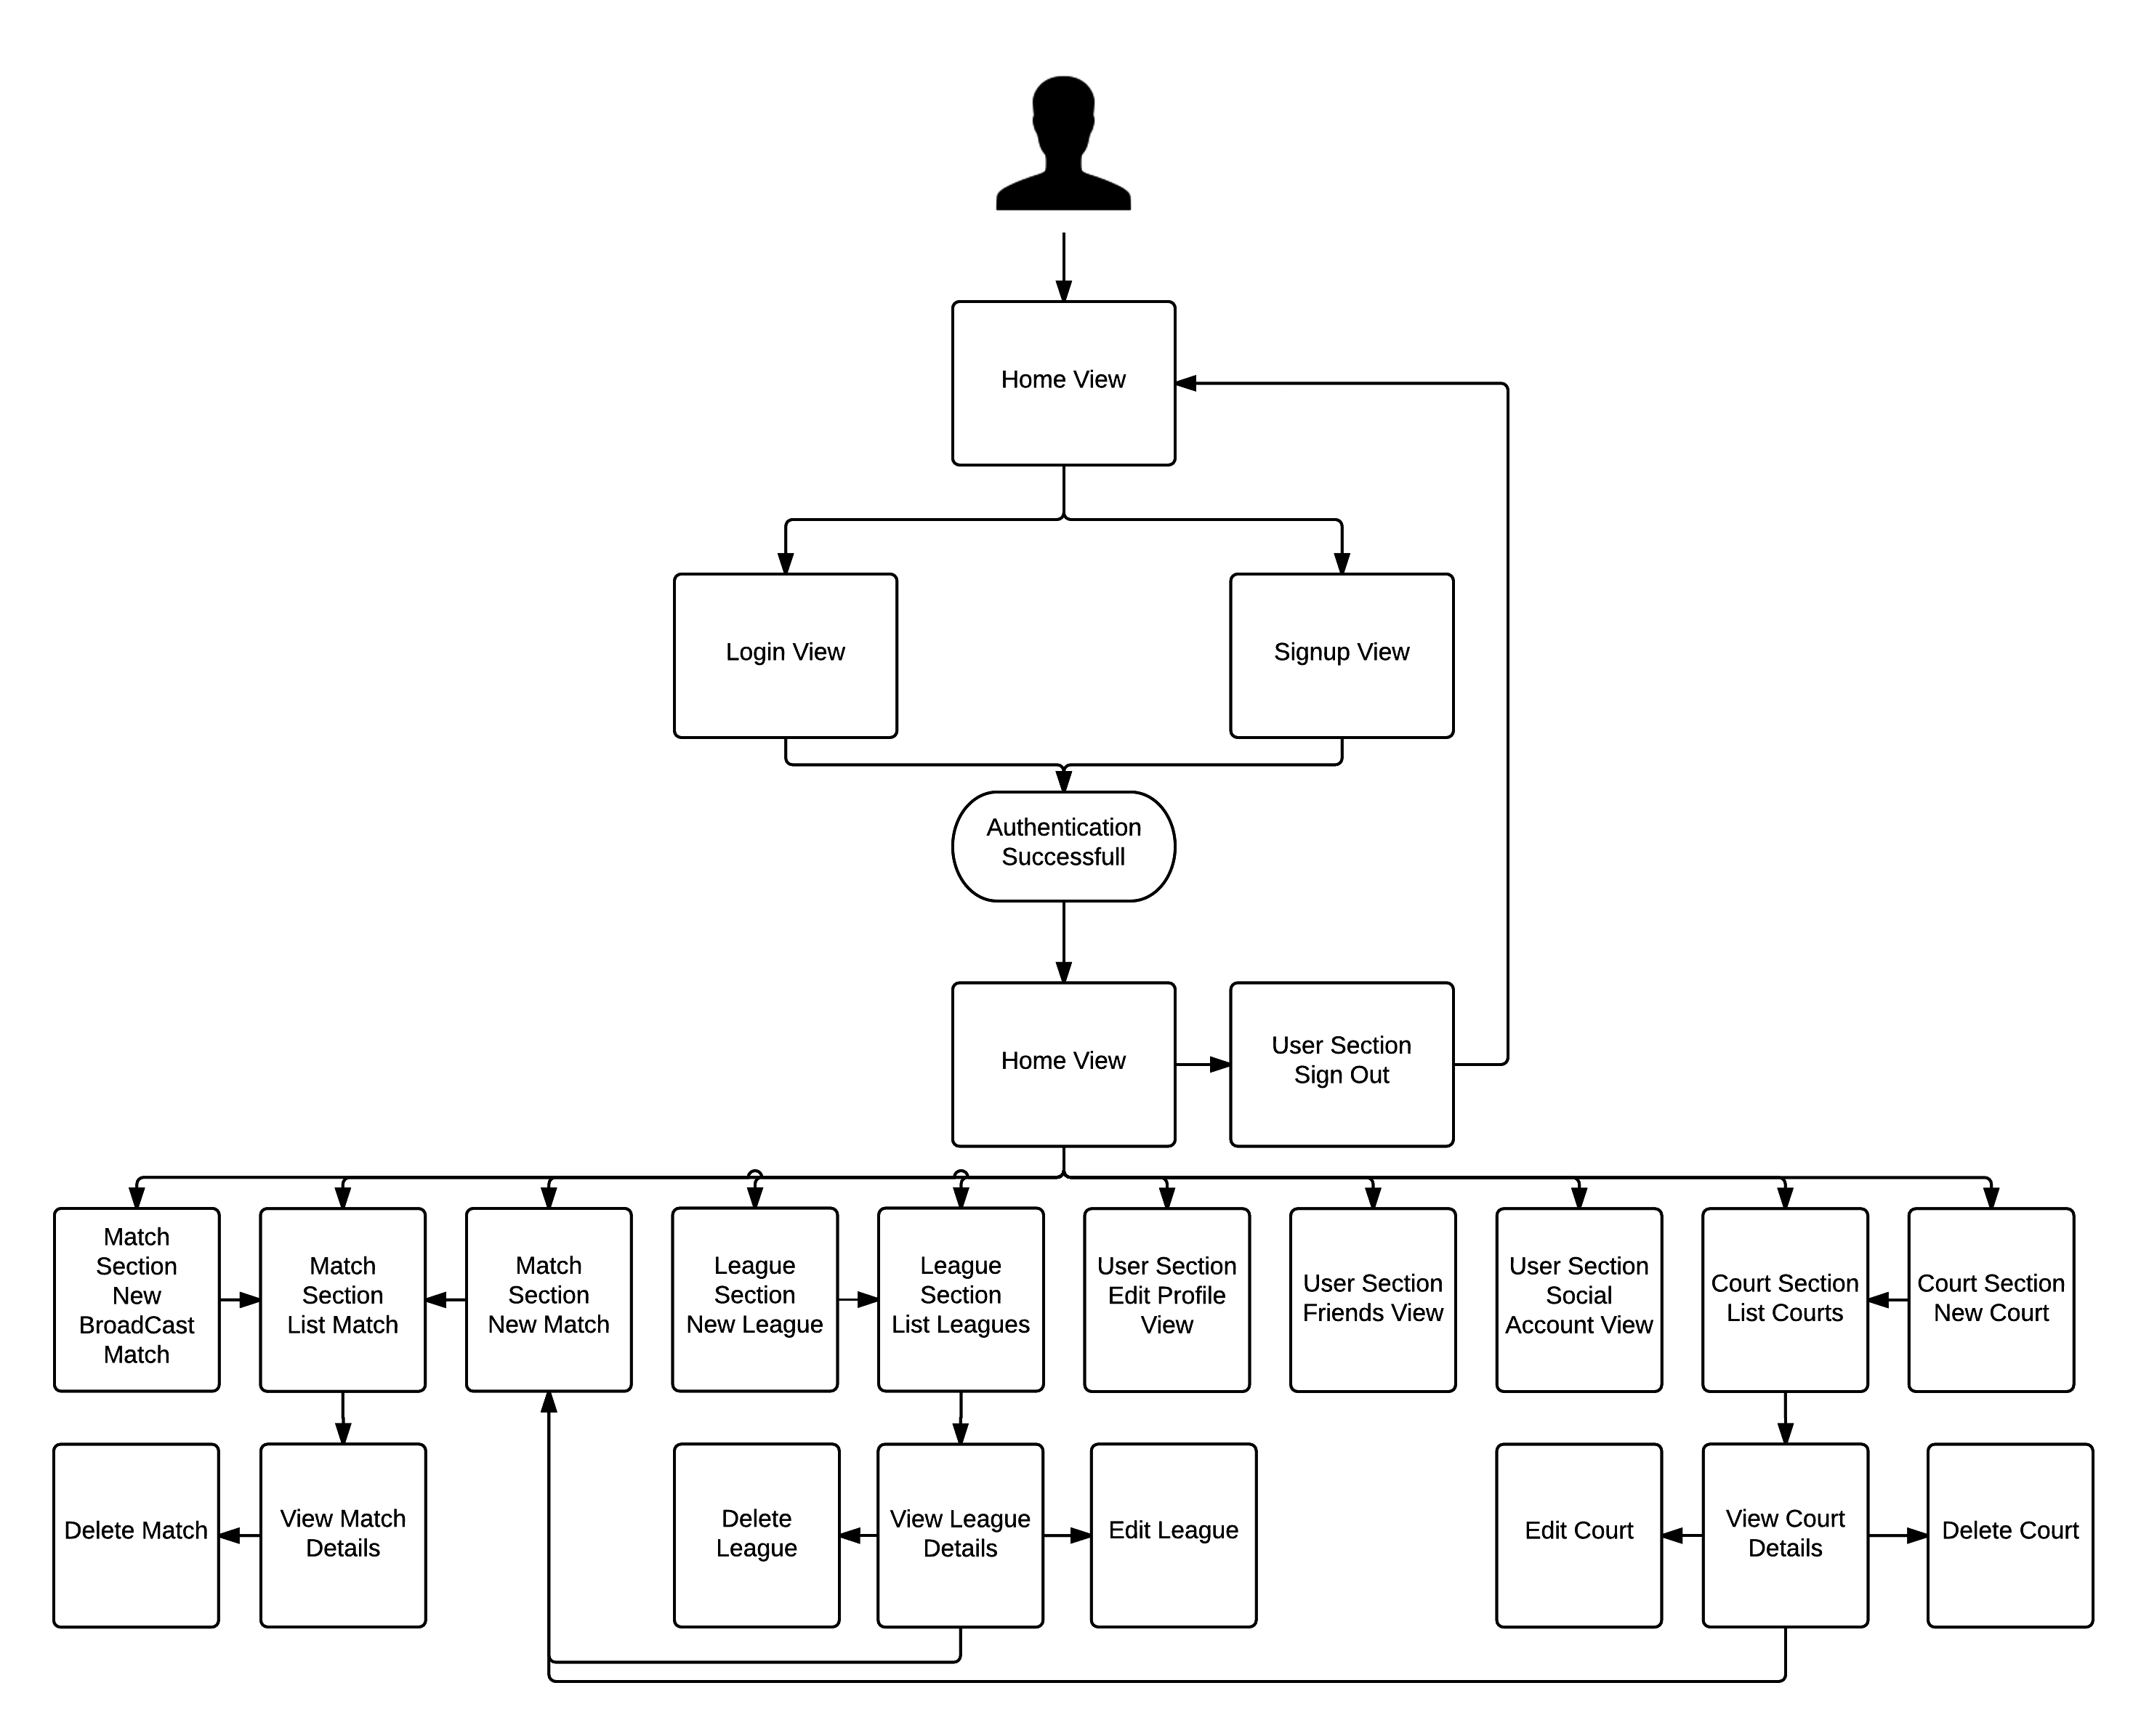 Home View
Login View
Signup View
Authentication
Successfull
Home View
User Section
Sign Out
Match
Section
New
BroadCast
Match
Match
Section
List Match
Match
Section
New Match
League
Section
New League
League
Section
List Leagues
User Section
Edit Profile
View
User Section
Friends View
User Section
Social
Account View
Court Section
List Courts
Court Section
New Court
Delete Match
View Match
Details
Delete
League
View League
Details
Edit League
Edit Court
View Court
Details
Delete Court